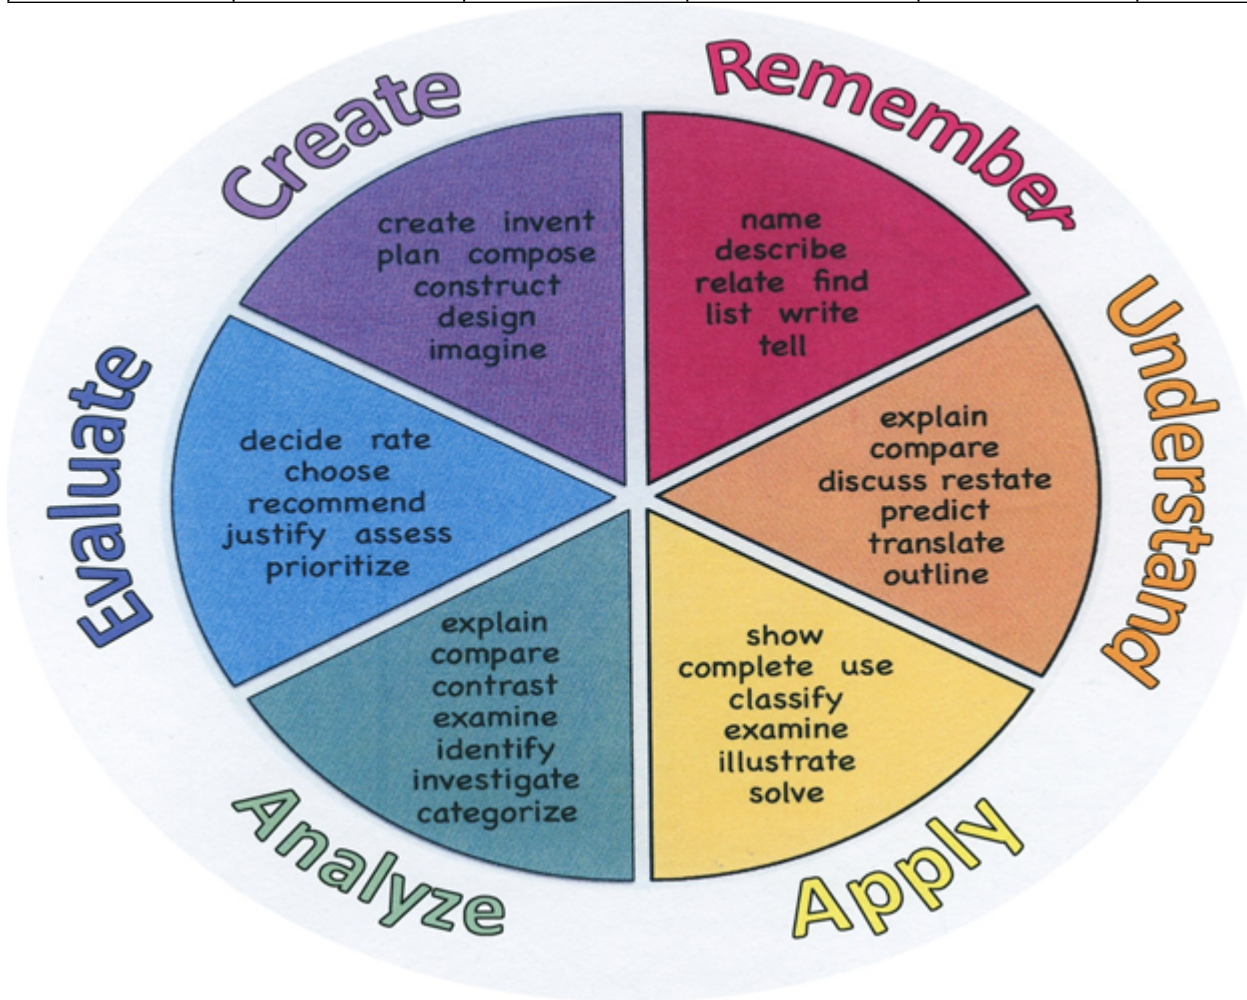 Remember
name
describe
relate find
list write
tell
Understand
explain
compare
discuss restate
predict
translate
outline
Apply
show
complete use
classify
examine
illustrate
solve
Analyze
explain
compare
contrast
examine
identify
investigate
categorize
Evaluate
decide rate
choose
recommend
justify assess
prioritize
Create
create invent
plan compose
construct
design
imagine